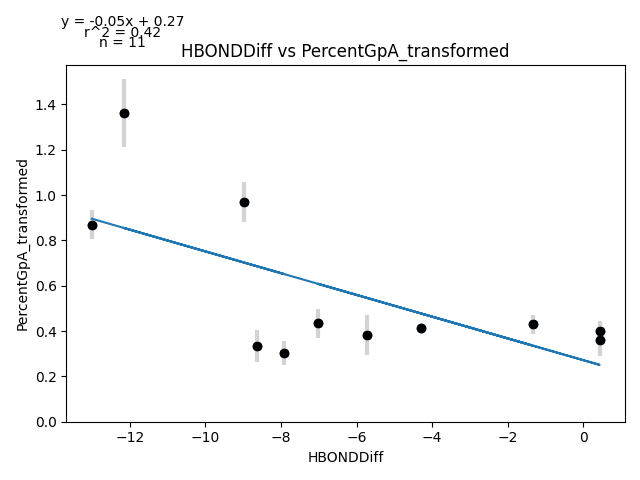 y = -0.05x + 0.27
r^2 = 0.42
n = 11
HBONDDiff vs PercentGpA_transformed
PercentGpA_transformed
1.4
1.2
1.0
0.8
0.6
0.4
0.2
0.0
−12
−10
−8
−6
−4
−2
0
HBONDDiff